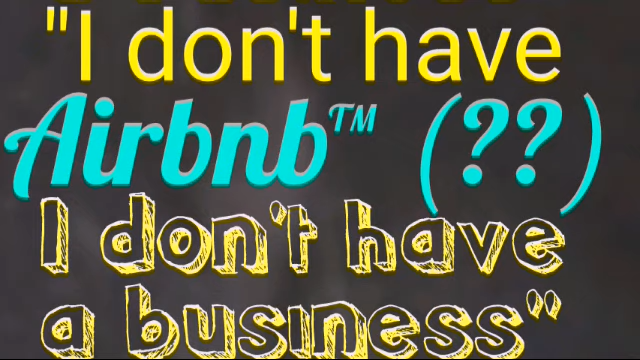 "I don't have
Airbnb™ (??)
I don't have
a business"